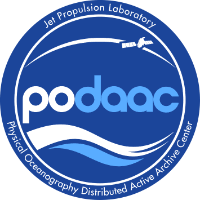 Jet Propulsion Laboratory
podaac
Physical Oceanography Distributed Active Archive Center